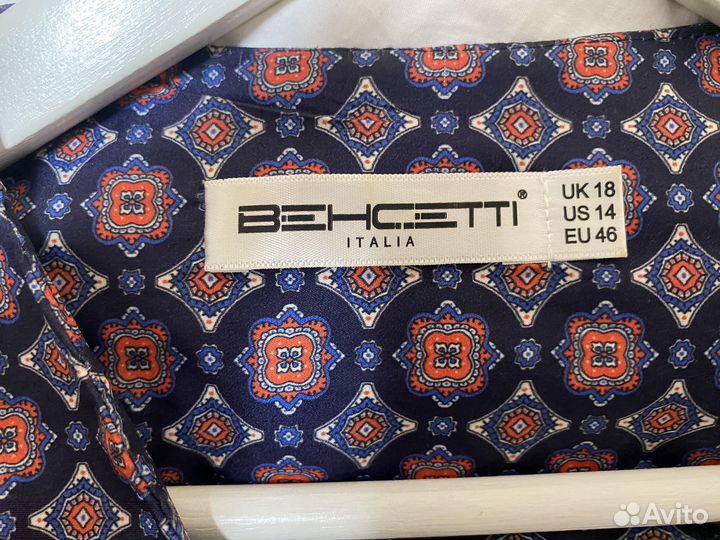 BEHCETTI®
ITALIA
UK 18
US 14
EU 46
Avito